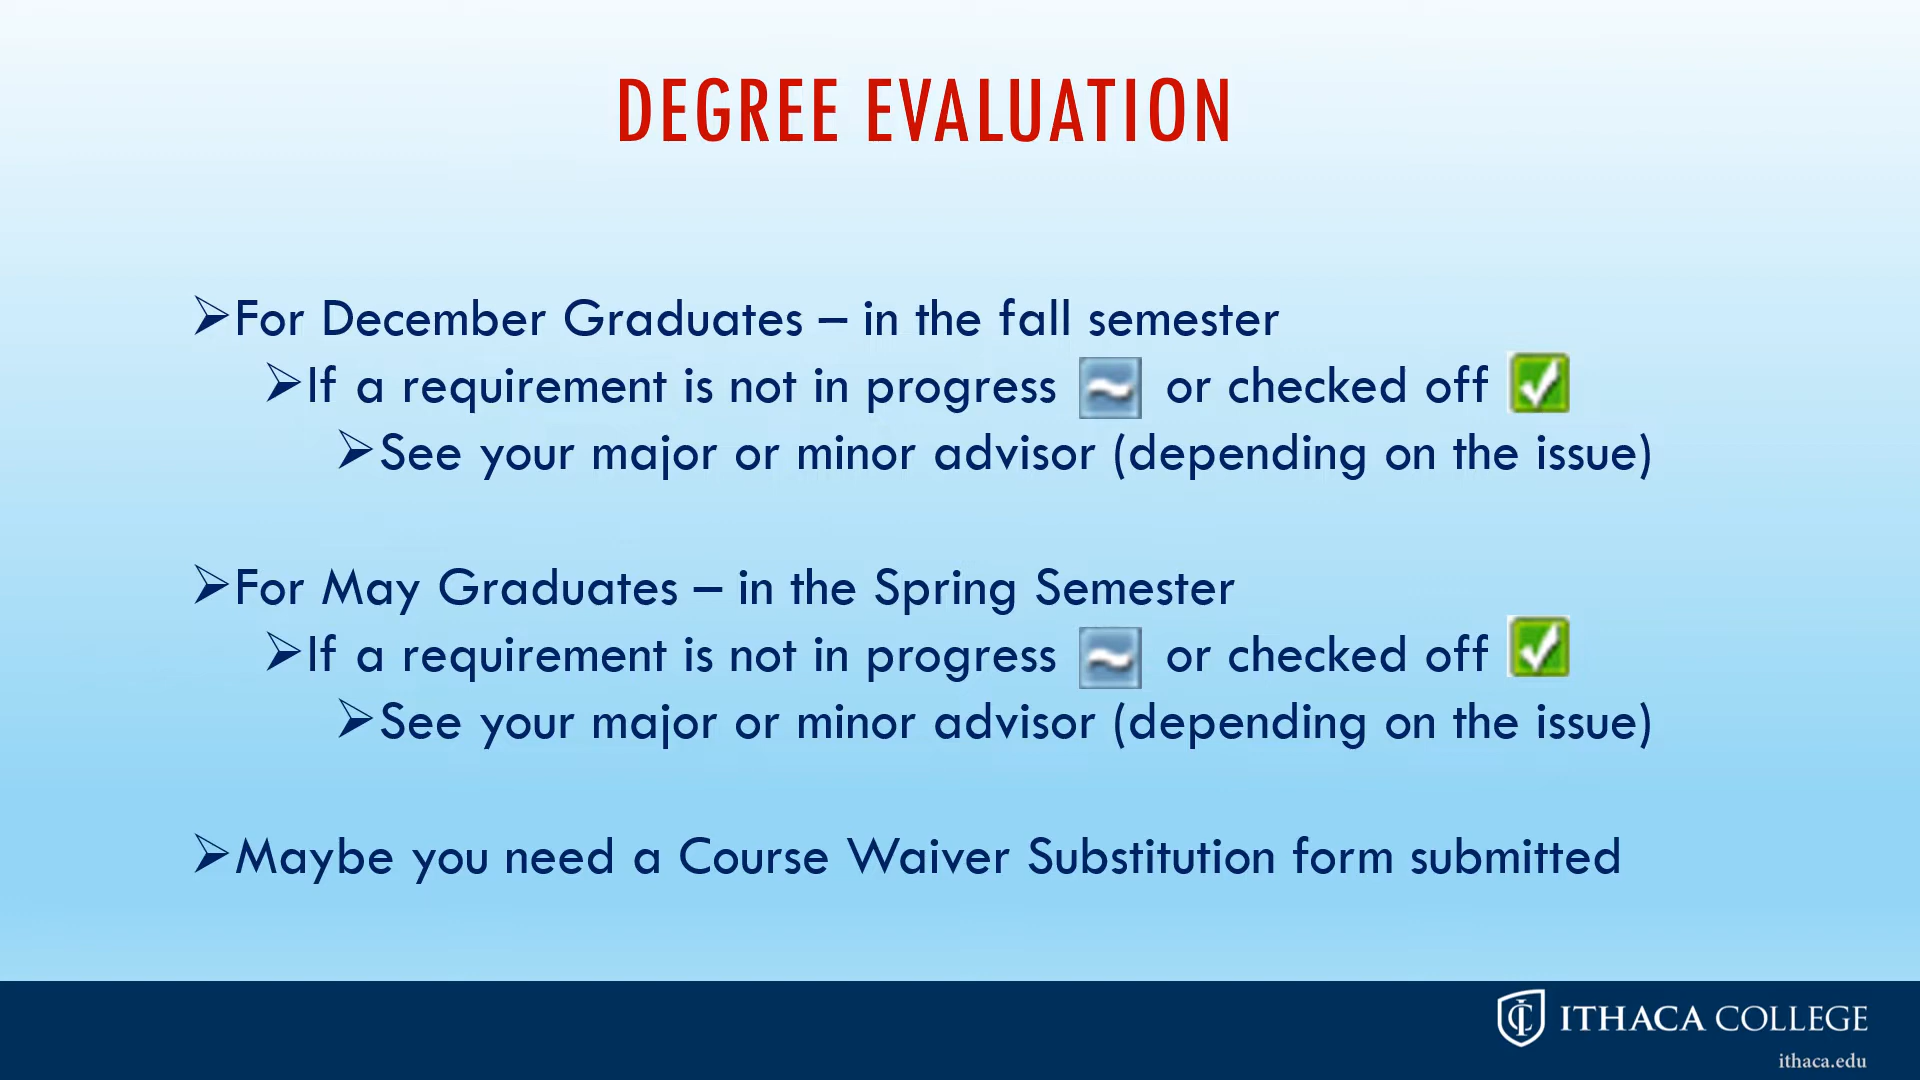 DEGREE EVALUATION
For December Graduates – in the fall semester
If a requirement is not in progress or checked off
See your major or minor advisor (depending on the issue)
For May Graduates – in the Spring Semester
If a requirement is not in progress or checked off
See your major or minor advisor (depending on the issue)
Maybe you need a Course Waiver Substitution form submitted
ITHACA COLLEGE
ithaca.edu